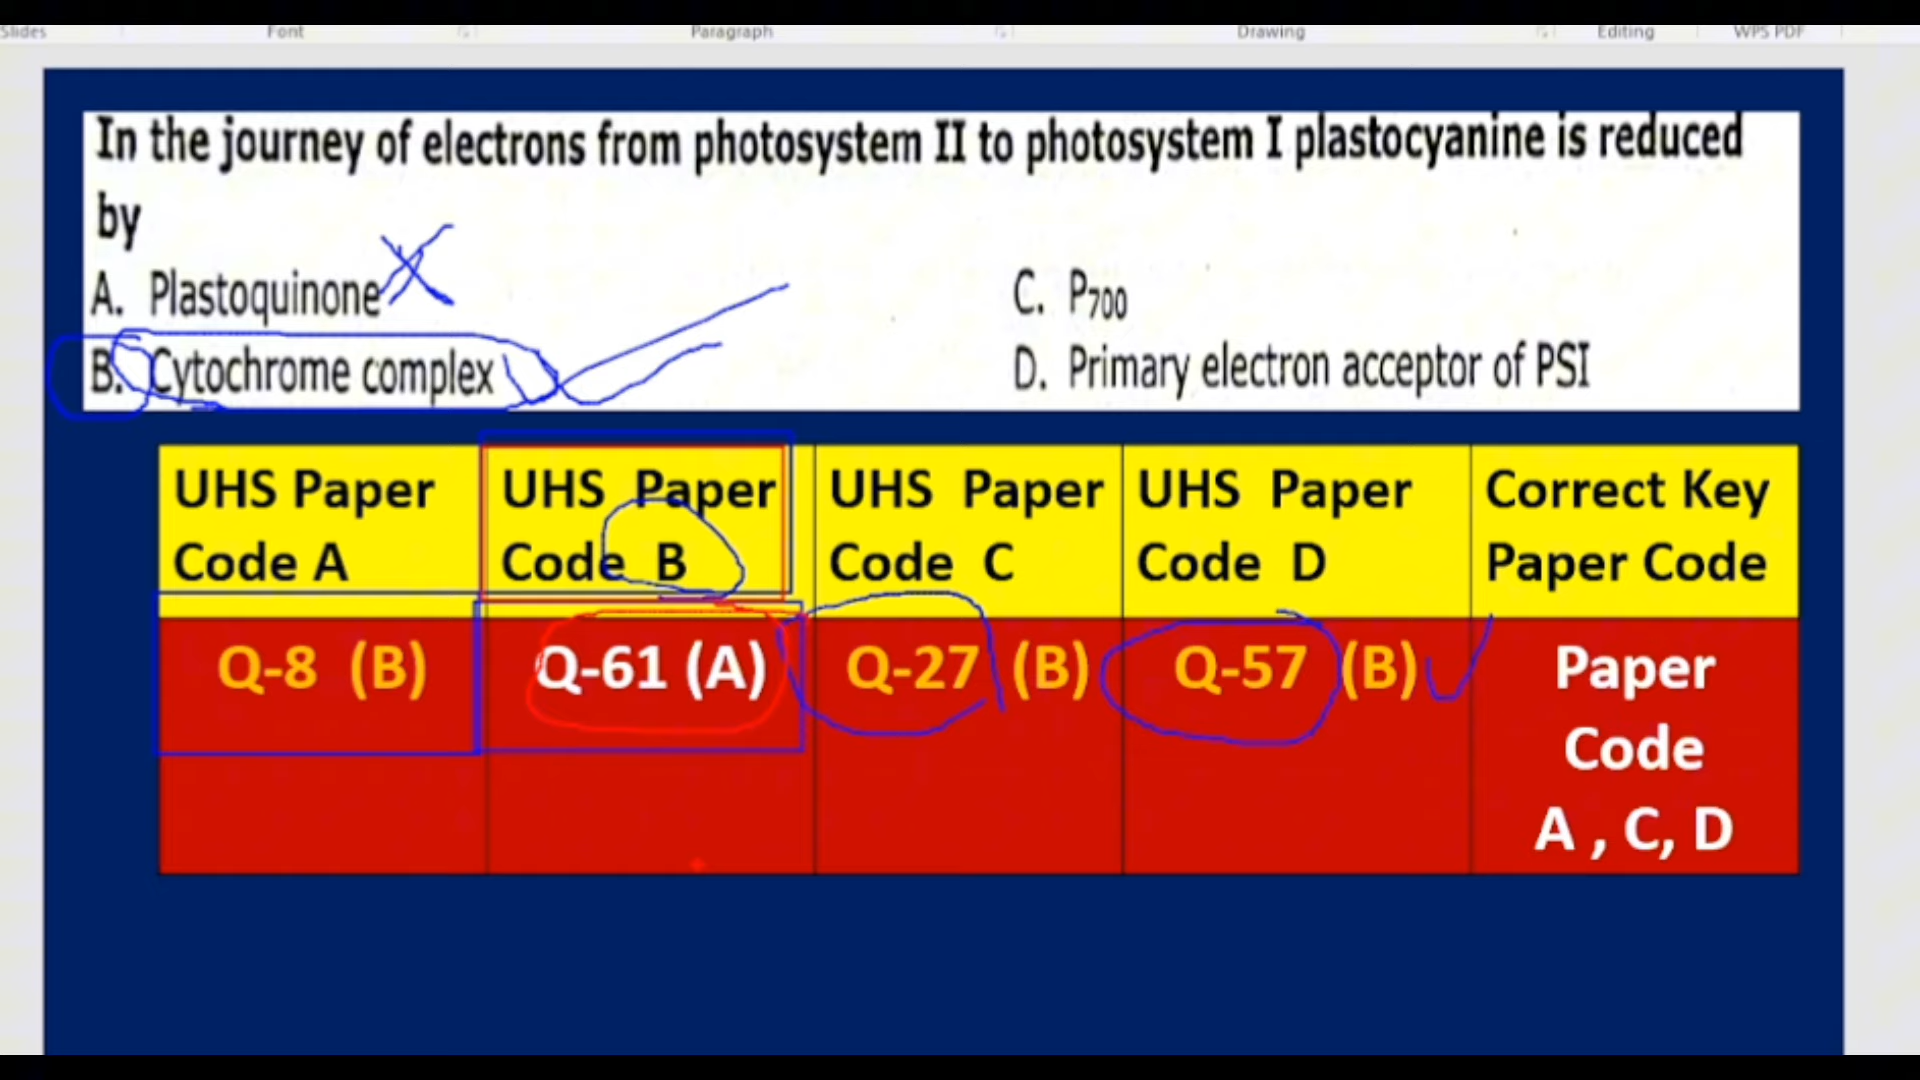 Slides Font Paragraph Drawing Editing WPS PDF
In the journey of electrons from photosystem II to photosystem I plastocyanine is reduced
by
A. Plastoquinone C. P700
B. Cytochrome complex D. Primary electron acceptor of PSI
UHS Paper Code A
UHS Paper Code B
UHS Paper Code C
UHS Paper Code D
Correct Key Paper Code
Q-8 (B)
Q-61 (A)
Q-27 (B)
Q-57 (B)
Paper
Code
A , C, D